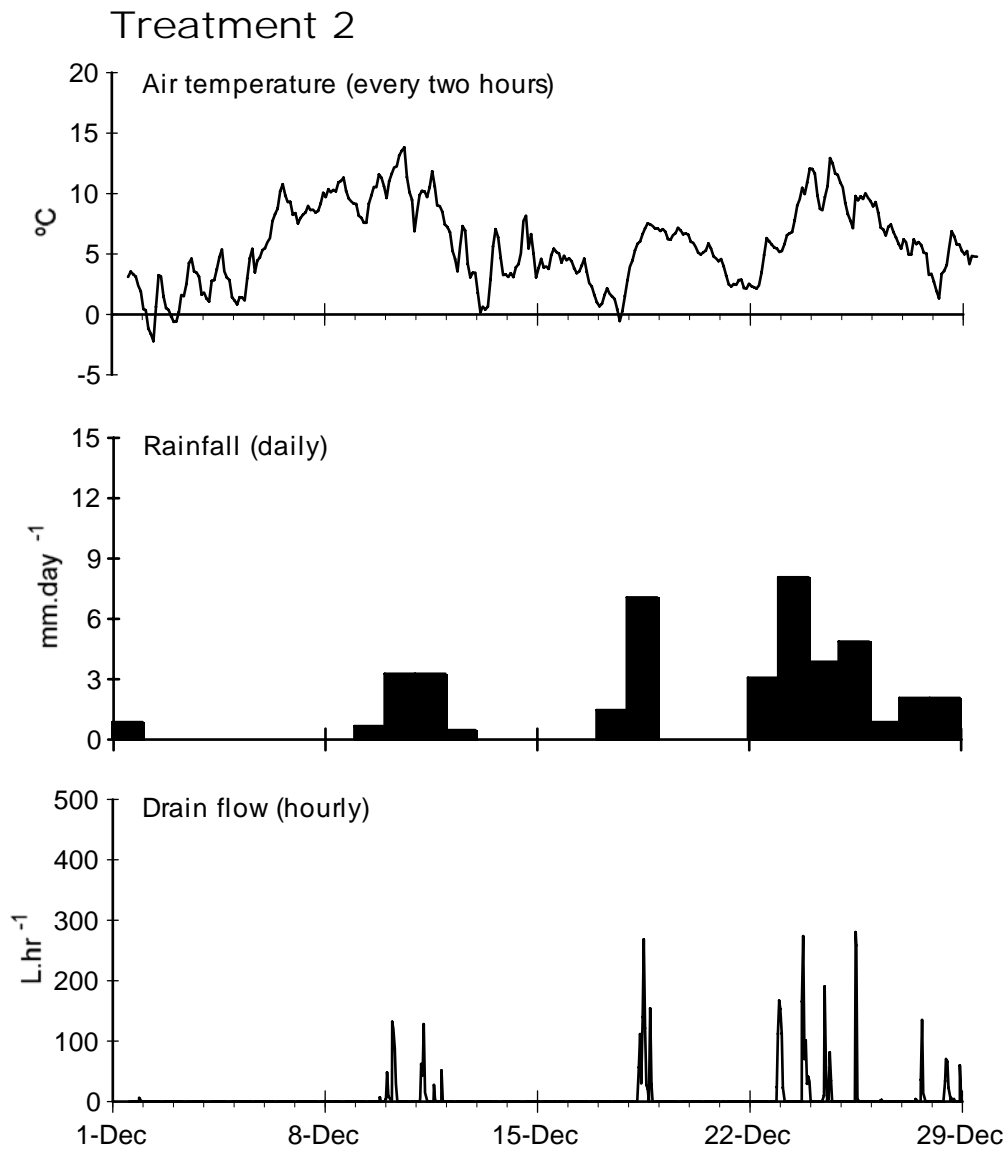 Treatment 2
Air temperature (every two hours)
20
15
10
5
0
-5
ºC
Rainfall (daily)
15
12
9
6
3
0
mm.day⁻¹
Drain flow (hourly)
500
400
300
200
100
0
L.hr⁻¹
1-Dec 8-Dec 15-Dec 22-Dec 29-Dec